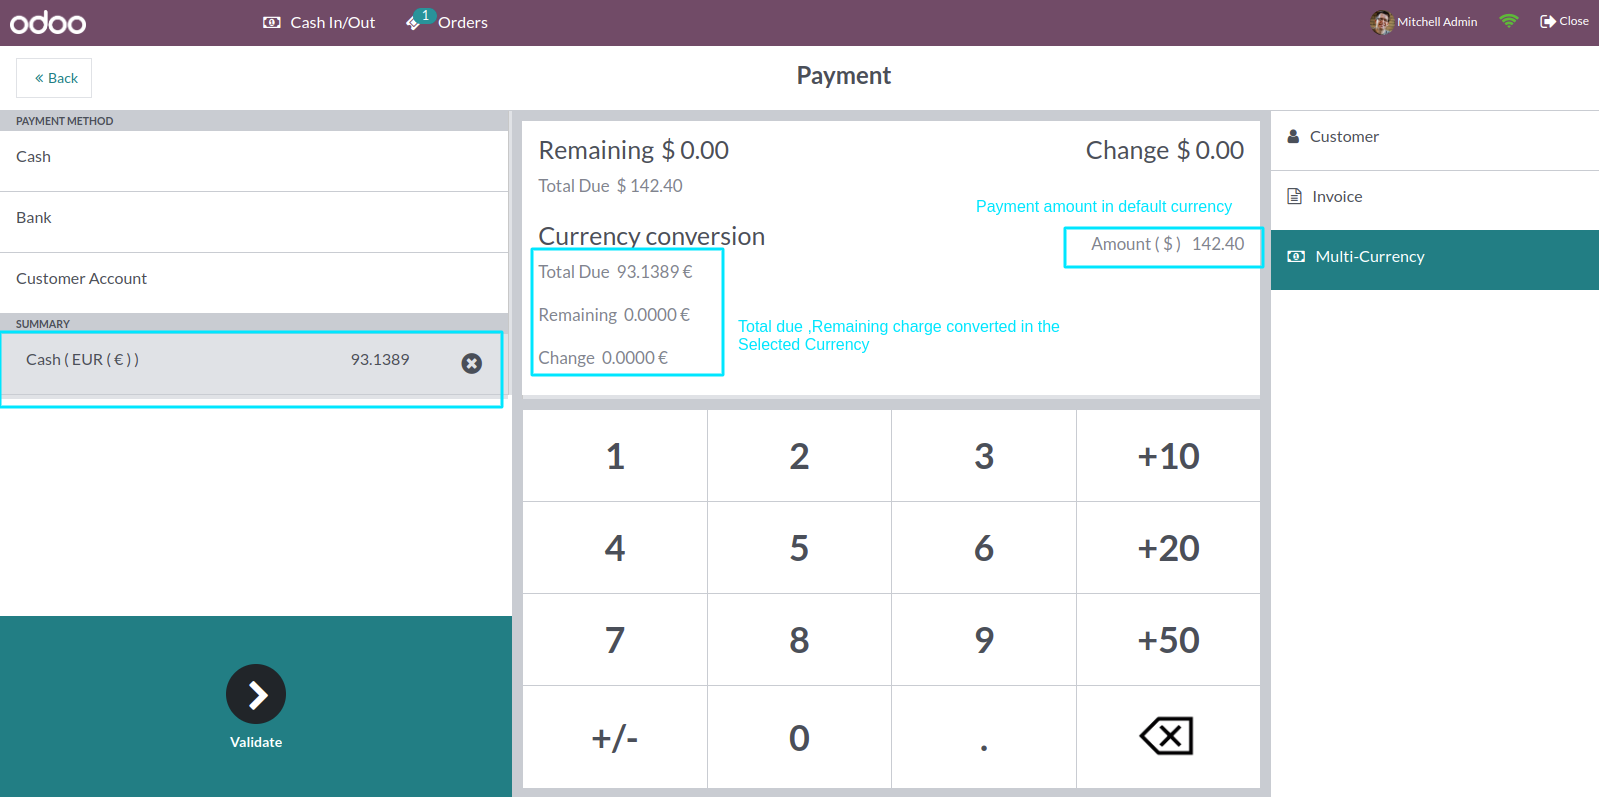 odoo
Cash In/Out
1
Orders
Mitchell Admin
Close
« Back
Payment
PAYMENT METHOD
Cash
Bank
Customer Account
SUMMARY
Cash ( EUR ( € ) ) 93.1389
Validate
Remaining $ 0.00
Change $ 0.00
Total Due $ 142.40
Payment amount in default currency
Currency conversion
Amount ( $ ) 142.40
Total Due 93.1389 €
Remaining 0.0000 €
Change 0.0000 €
Total due ,Remaining charge converted in the
Selected Currency
1 2 3 +10
4 5 6 +20
7 8 9 +50
+/- 0 .
Customer
Invoice
Multi-Currency